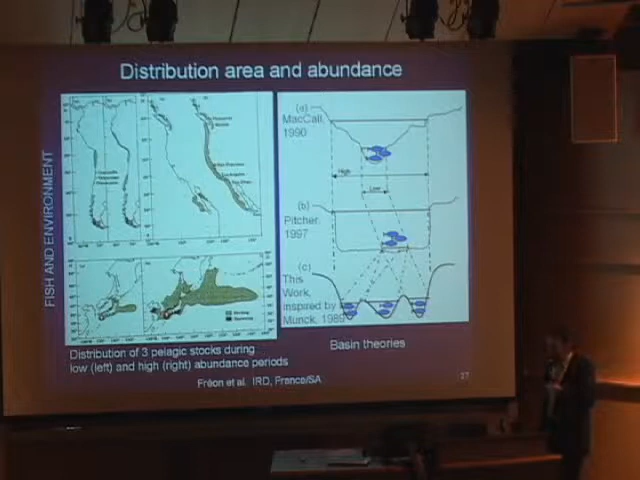 Distribution area and abundance
FISH AND ENVIRONMENT
(a)
MacCall,
1990
High
Low
(b)
Pitcher,
1997
(c)
This
Work,
inspired by
Munck, 1989
Distribution of 3 pelagic stocks during
low (left) and high (right) abundance periods
Basin theories
Fréon et al. IRD, France/SA
27